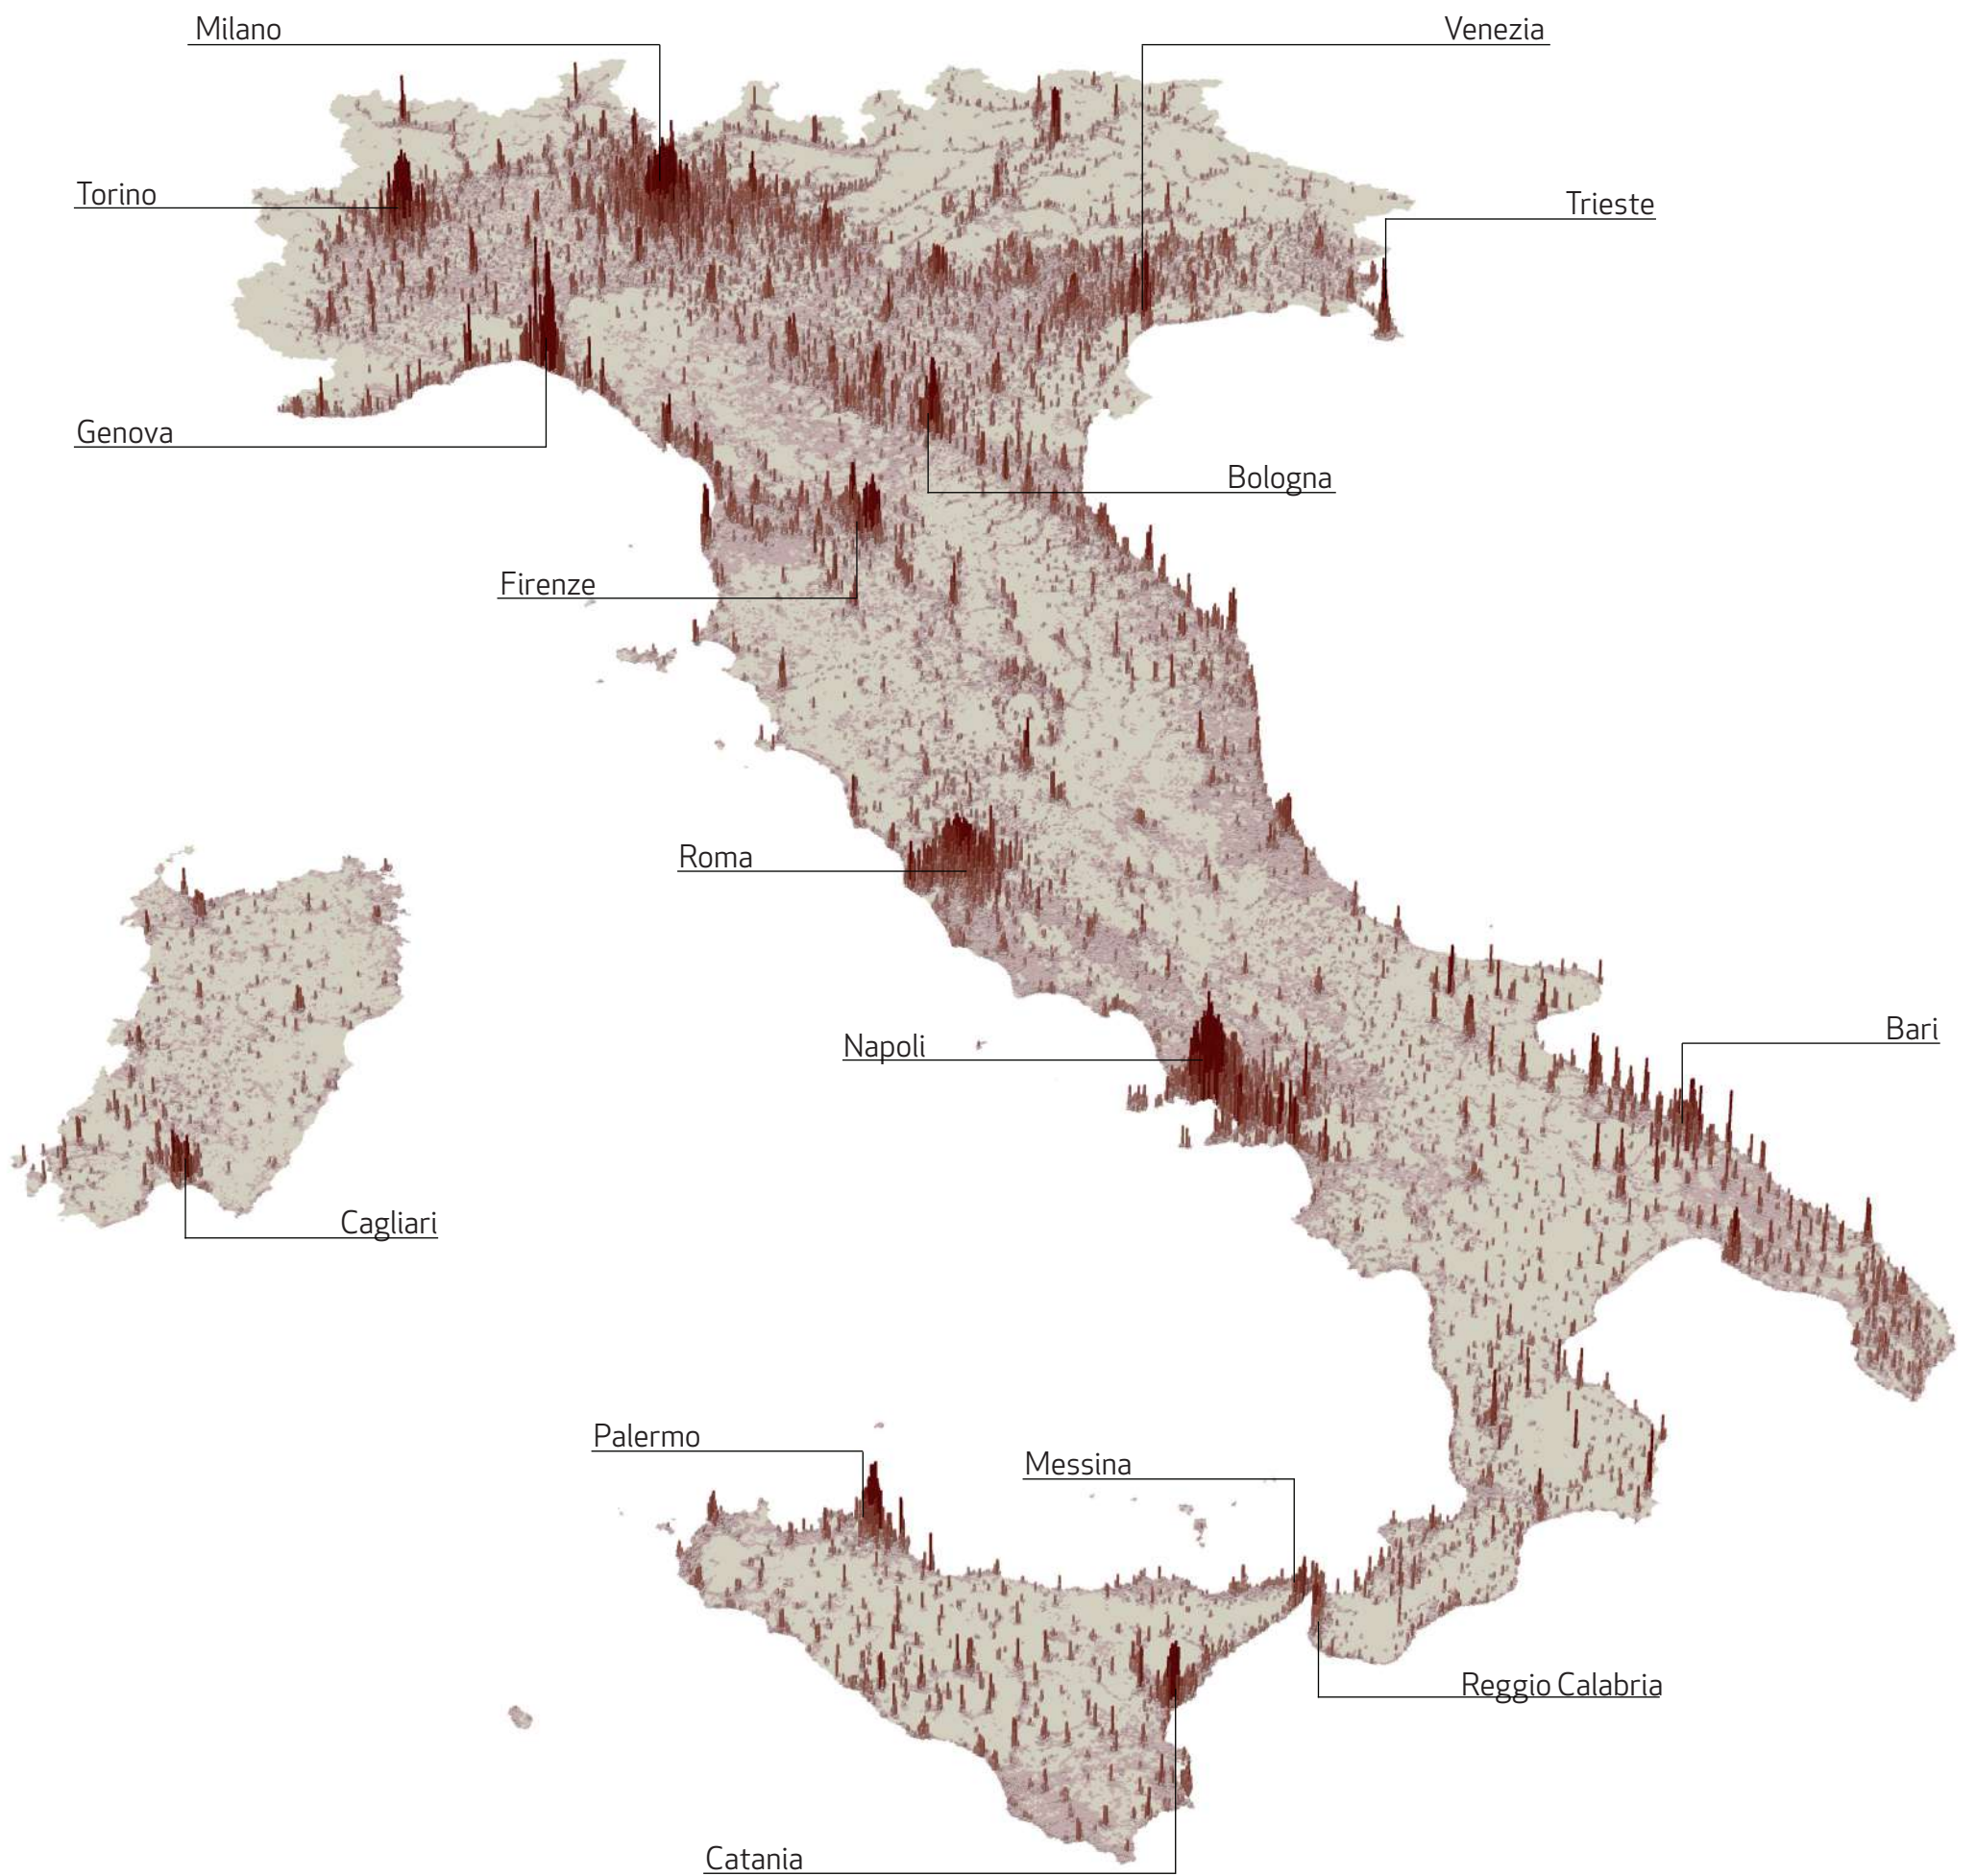 Milano
Venezia
Torino
Trieste
Genova
Bologna
Firenze
Roma
Napoli
Bari
Cagliari
Palermo
Messina
Reggio Calabria
Catania